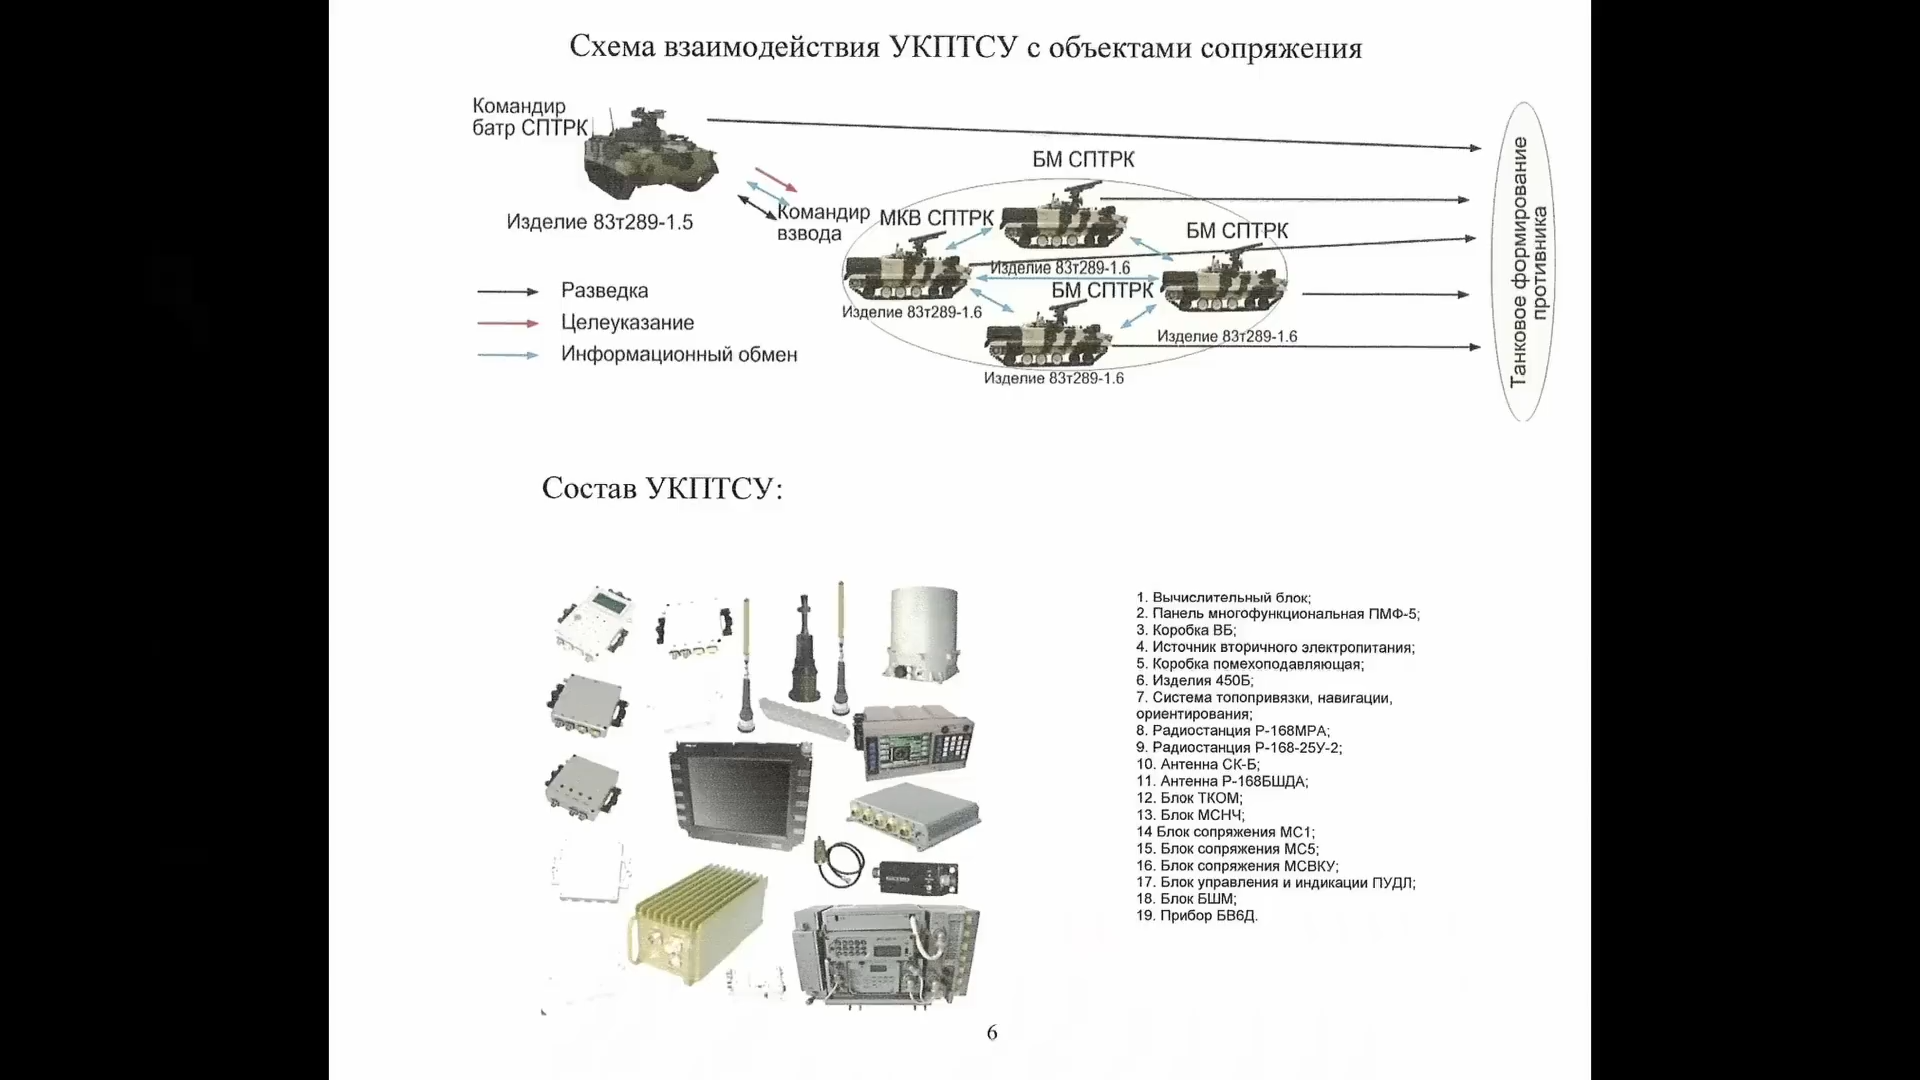 Схема взаимодействия УКПТСУ с объектами сопряжения
Командир
батр СПТРК
Изделие 83т289-1.5
Командир
взвода
МКВ СПТРК
БМ СПТРК
БМ СПТРК
Изделие 83т289-1.6
БМ СПТРК
Изделие 83т289-1.6
Изделие 83т289-1.6
Изделие 83т289-1.6
Танковое формирование
противника
Разведка
Целеуказание
Информационный обмен
Состав УКПТСУ:
1. Вычислительный блок;
2. Панель многофункциональная ПМФ-5;
3. Коробка ВБ;
4. Источник вторичного электропитания;
5. Коробка помехоподавляющая;
6. Изделия 450Б;
7. Система топопривязки, навигации,
ориентирования;
8. Радиостанция Р-168МРА;
9. Радиостанция Р-168-25У-2;
10. Антенна СК-Б;
11. Антенна Р-168БШДА;
12. Блок ТКОМ;
13. Блок МСНЧ;
14 Блок сопряжения МС1;
15. Блок сопряжения МС5;
16. Блок сопряжения МСВКУ;
17. Блок управления и индикации ПУДЛ;
18. Блок БШМ;
19. Прибор БВ6Д.
6